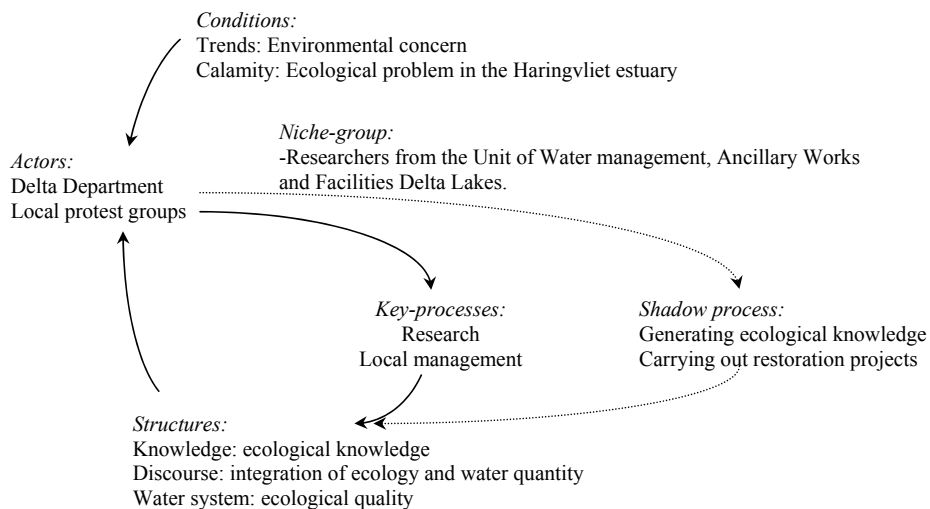 Conditions:
Trends: Environmental concern
Calamity: Ecological problem in the Haringvliet estuary
Niche-group:
-Researchers from the Unit of Water management, Ancillary Works
and Facilities Delta Lakes.
Actors:
Delta Department
Local protest groups
Key-processes:
Research
Local management
Shadow process:
Generating ecological knowledge
Carrying out restoration projects
Structures:
Knowledge: ecological knowledge
Discourse: integration of ecology and water quantity
Water system: ecological quality